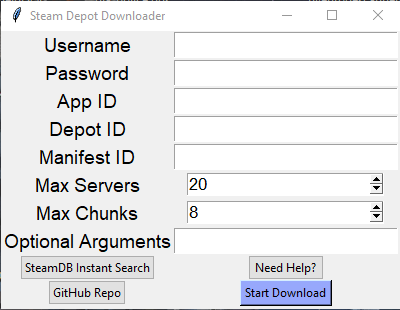 Steam Depot Downloader
Username
Password
App ID
Depot ID
Manifest ID
Max Servers 20
Max Chunks 8
Optional Arguments
SteamDB Instant Search Need Help?
GitHub Repo Start Download